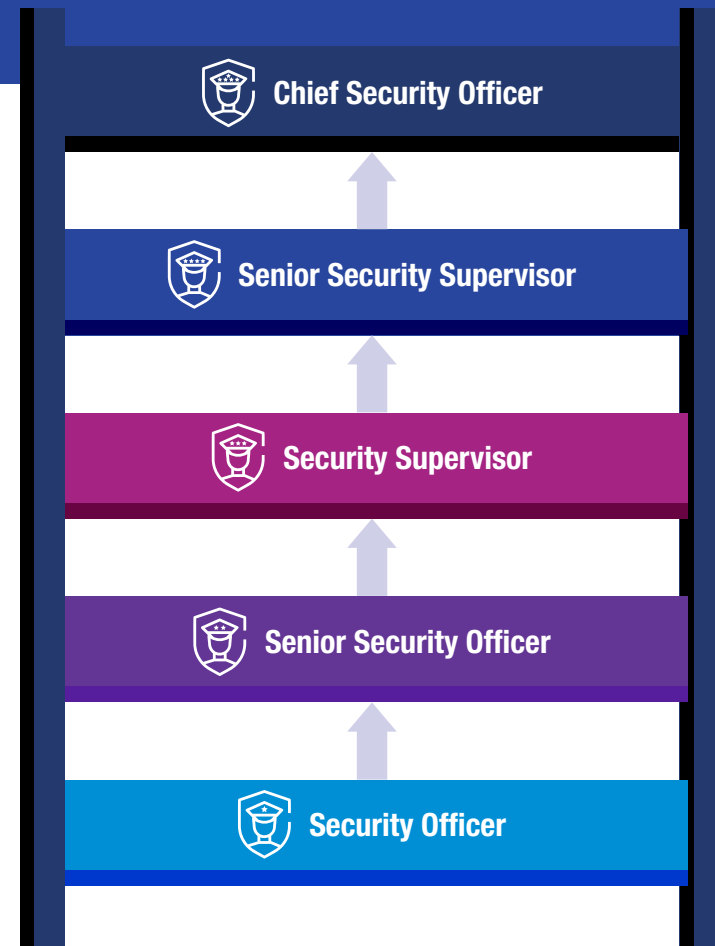 Chief Security Officer
Senior Security Supervisor
Security Supervisor
Senior Security Officer
Security Officer